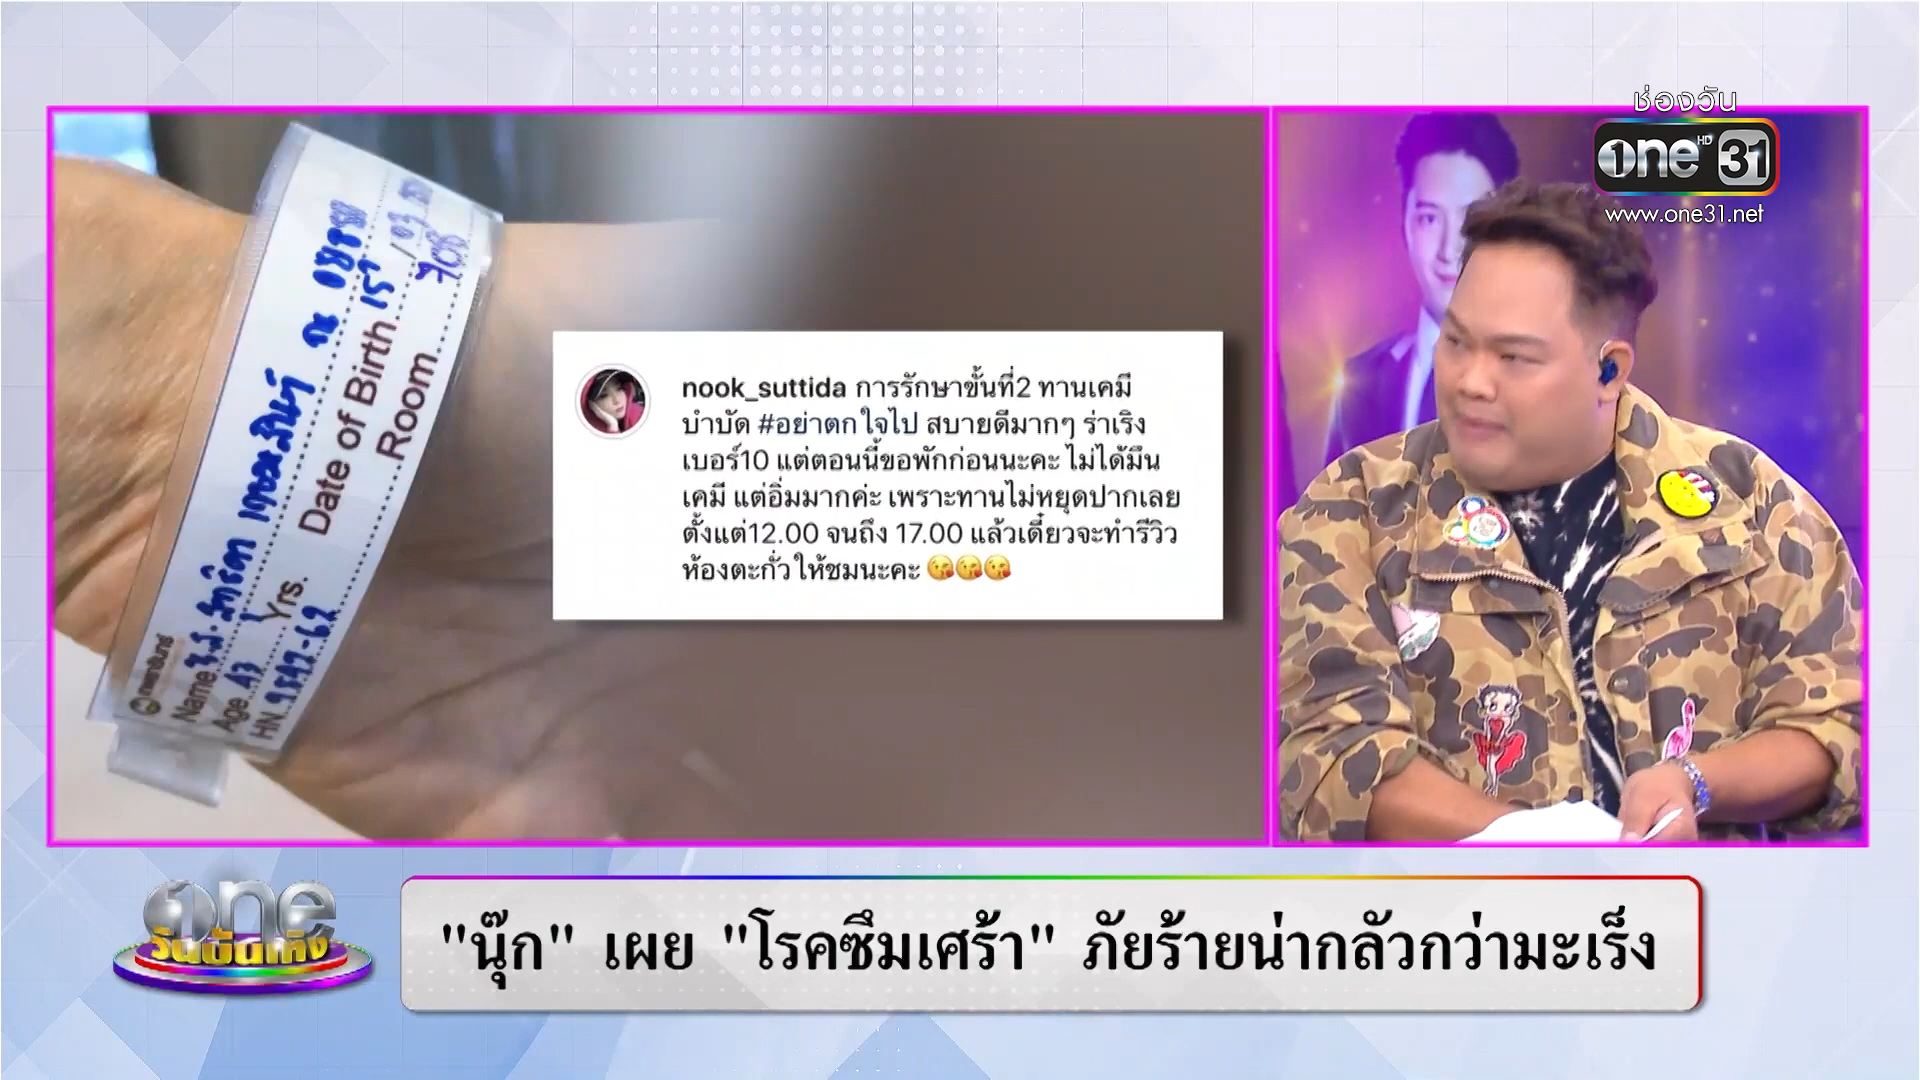 ช่องวัน
one HD 31
www.one31.net
Name
Age 43 Yrs.
HN.
Date of Birth
Room
nook_suttida การรักษาขั้นที่2 ทานเคมี
บำบัด #อย่าตกใจไป สบายดีมากๆ ร่าเริง
เบอร์10 แต่ตอนนี้ขอพักก่อนนะคะ ไม่ได้มึน
เคมี แต่อิ่มมากค่ะ เพราะทานไม่หยุดปากเลย
ตั้งแต่12.00 จนถึง 17.00 แล้วเดี๋ยวจะทำรีวิว
ห้องตะกั่วให้ชมนะคะ 😘😘😘
one
วันบันเทิง
"นุ๊ก" เผย "โรคซึมเศร้า" ภัยร้ายน่ากลัวกว่ามะเร็ง